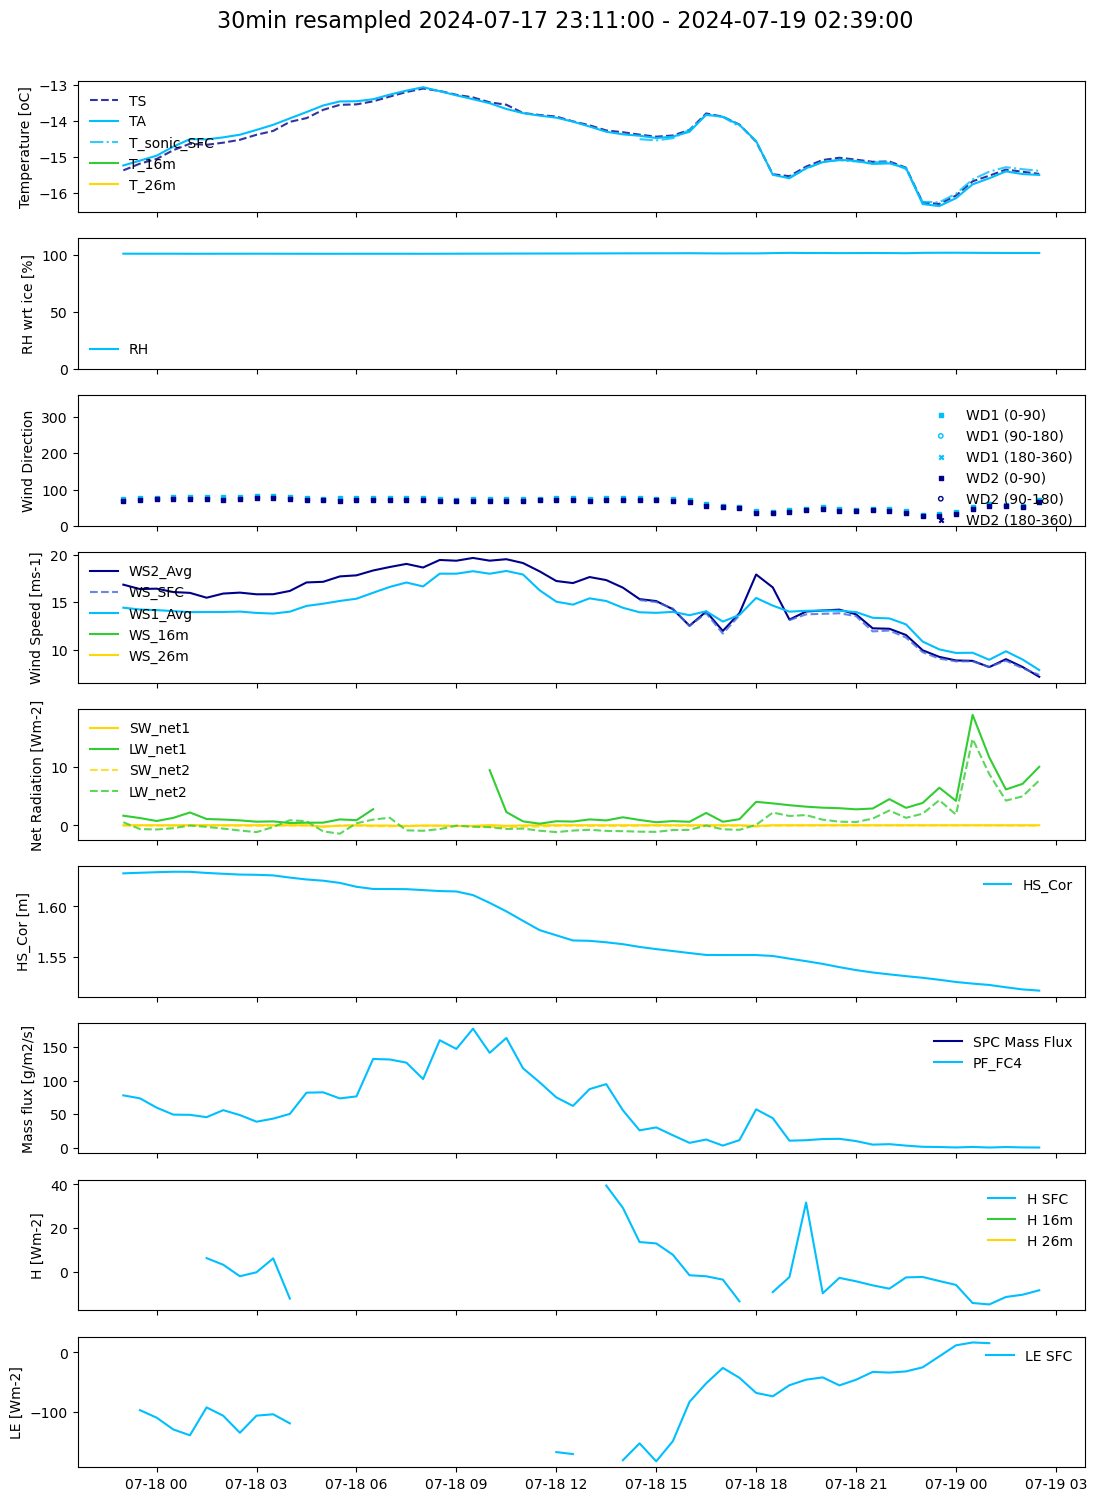 30min resampled 2024-07-17 23:11:00 - 2024-07-19 02:39:00
Temperature [oC]
−13
−14
−15
−16
TS
TA
T_sonic_SFC
T_16m
T_26m
RH wrt ice [%]
100
50
0
RH
Wind Direction
300
200
100
0
WD1 (0-90)
WD1 (90-180)
WD1 (180-360)
WD2 (0-90)
WD2 (90-180)
WD2 (180-360)
Wind Speed [ms-1]
20
15
10
WS2_Avg
WS_SFC
WS1_Avg
WS_16m
WS_26m
Net Radiation [Wm-2]
10
0
SW_net1
LW_net1
SW_net2
LW_net2
HS_Cor [m]
1.60
1.55
HS_Cor
Mass flux [g/m2/s]
150
100
50
0
SPC Mass Flux
PF_FC4
H [Wm-2]
40
20
0
H SFC
H 16m
H 26m
LE [Wm-2]
0
−100
LE SFC
07-18 00 07-18 03 07-18 06 07-18 09 07-18 12 07-18 15 07-18 18 07-18 21 07-19 00 07-19 03